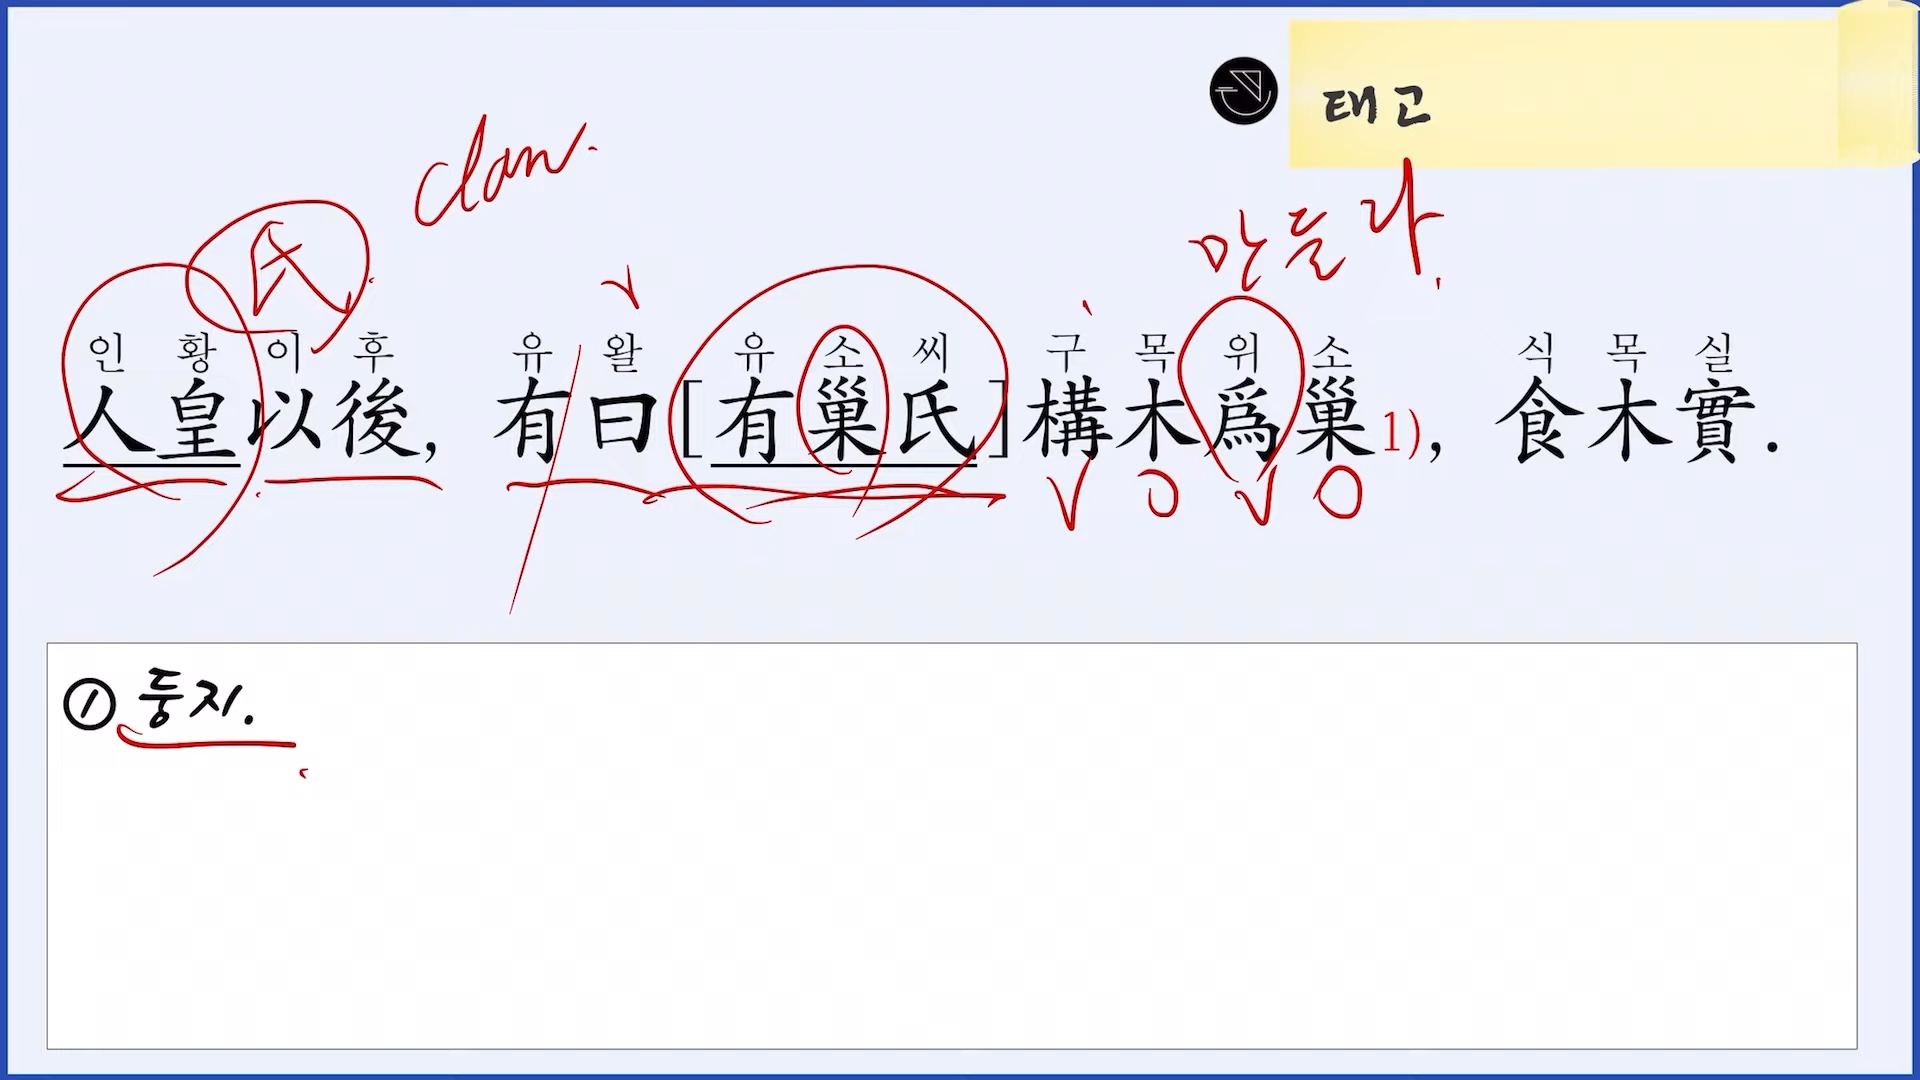 태고
clan.
만들다.
氏
인 황 이 후 유 왈 유 소 씨 구 목 위 소 식 목 실
人皇以後, 有曰[有巢氏]構木爲巢1), 食木實.
V O V O
① 둥지.